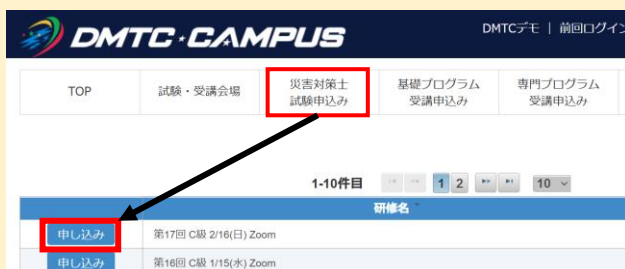 DMTC・CAMPUS
DMTCデモ | 前回ログイン
TOP
試験・受講会場
災害対策士
試験申込み
基礎プログラム
受講申込み
専門プログラム
受講申込み
1-10件目 1 2 10
研修名
申し込み 第17回 C級 2/16(日) Zoom
申し込み 第16回 C級 1/15(水) Zoom